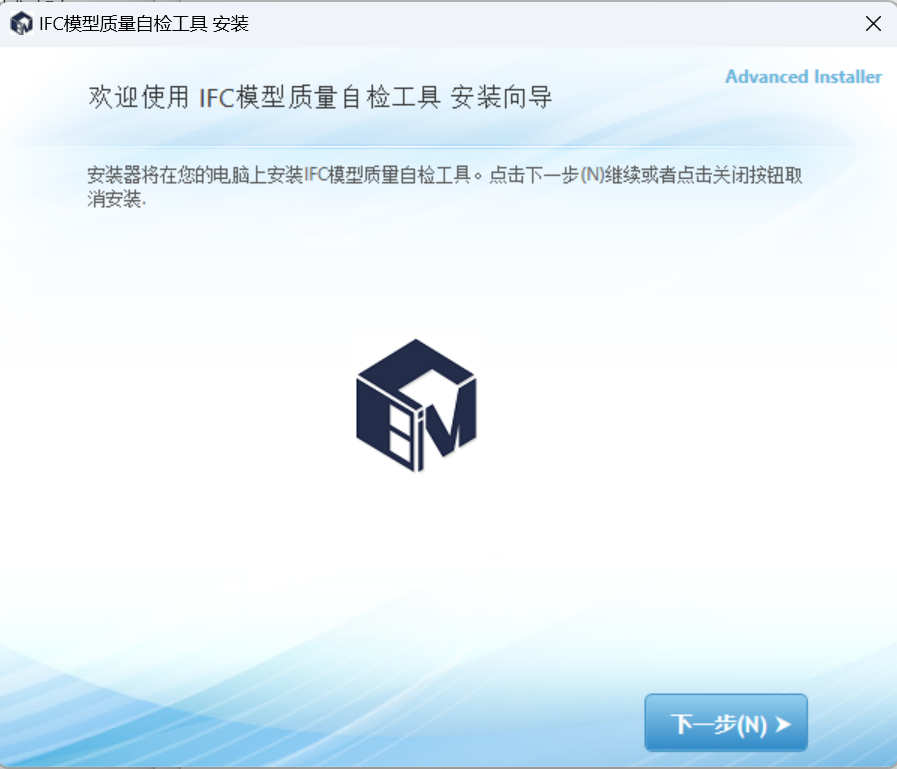 IFC模型质量自检工具 安装
Advanced Installer
欢迎使用 IFC模型质量自检工具 安装向导
安装器将在您的电脑上安装IFC模型质量自检工具。点击下一步(N)继续或者点击关闭按钮取
消安装.
BIM
下一步(N)